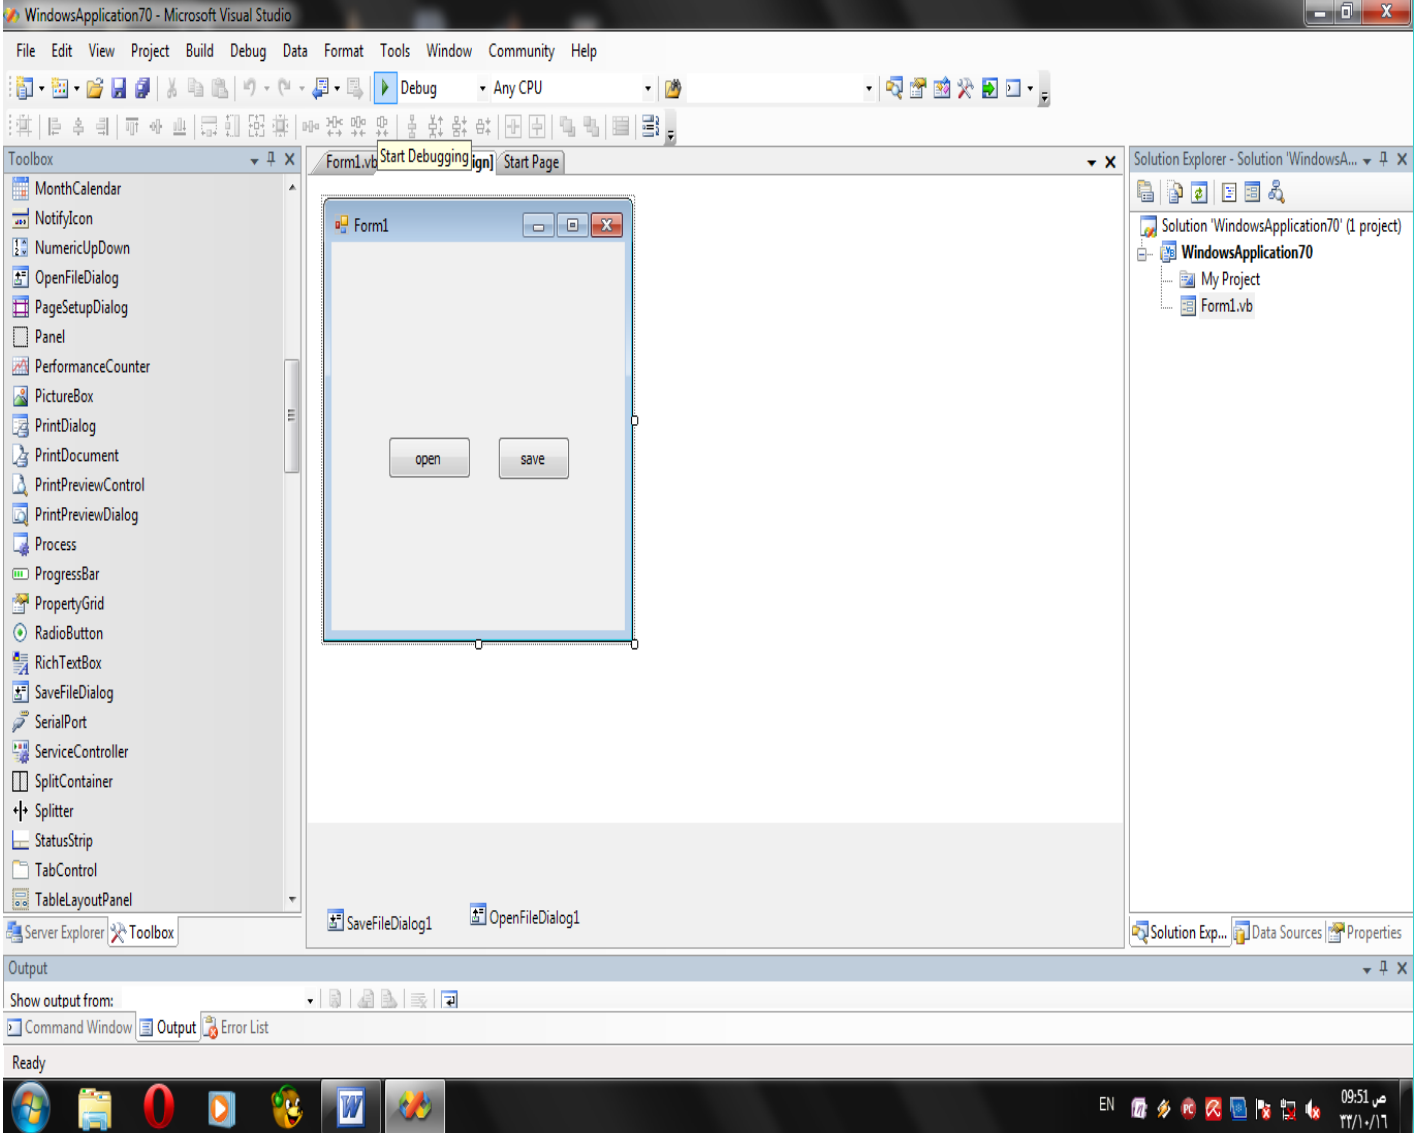 WindowsApplication70 - Microsoft Visual Studio
File Edit View Project Build Debug Data Format Tools Window Community Help
Debug Any CPU
Start Debugging
Toolbox
Form1.vb ign] Start Page
Solution Explorer - Solution 'WindowsA...
MonthCalendar
NotifyIcon
NumericUpDown
OpenFileDialog
PageSetupDialog
Panel
PerformanceCounter
PictureBox
PrintDialog
PrintDocument
PrintPreviewControl
PrintPreviewDialog
Process
ProgressBar
PropertyGrid
RadioButton
RichTextBox
SaveFileDialog
SerialPort
ServiceController
SplitContainer
Splitter
StatusStrip
TabControl
TableLayoutPanel
Server Explorer Toolbox
Form1
open save
SaveFileDialog1 OpenFileDialog1
Solution 'WindowsApplication70' (1 project)
WindowsApplication70
My Project
Form1.vb
Solution Exp... Data Sources Properties
Output
Show output from:
Command Window Output Error List
Ready
EN
09:51 ص
٣٣/١٠/١٦